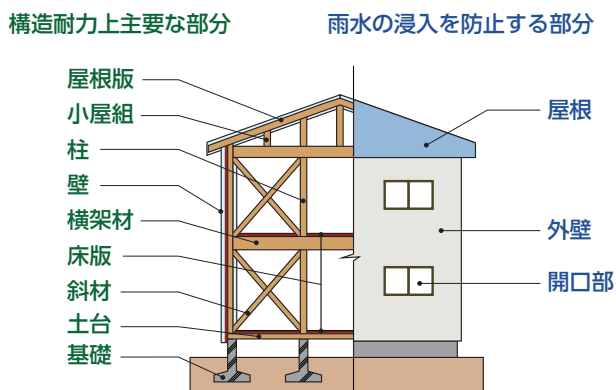 構造耐力上主要な部分
雨水の浸入を防止する部分
屋根版
小屋組
柱
壁
横架材
床版
斜材
土台
基礎
屋根
外壁
開口部